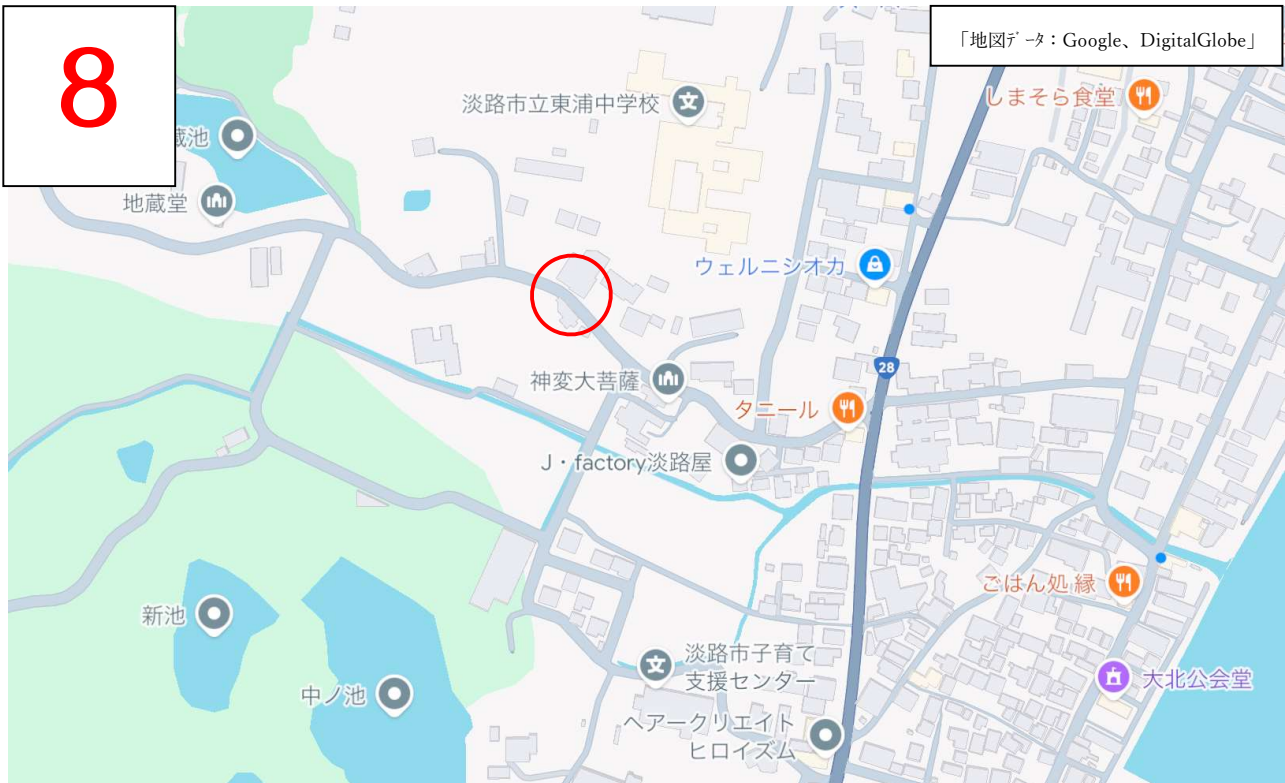 8
「地図ﾃﾞｰﾀ：Google、DigitalGlobe」
しまそら食堂
淡路市立東浦中学校
蔵池
地蔵堂
ウェルニシオカ
28
神変大菩薩
タニール
J・factory淡路屋
ごはん処 縁
新池
淡路市子育て
支援センター
大北公会堂
中ノ池
ヘアークリエイト
ヒロイズム